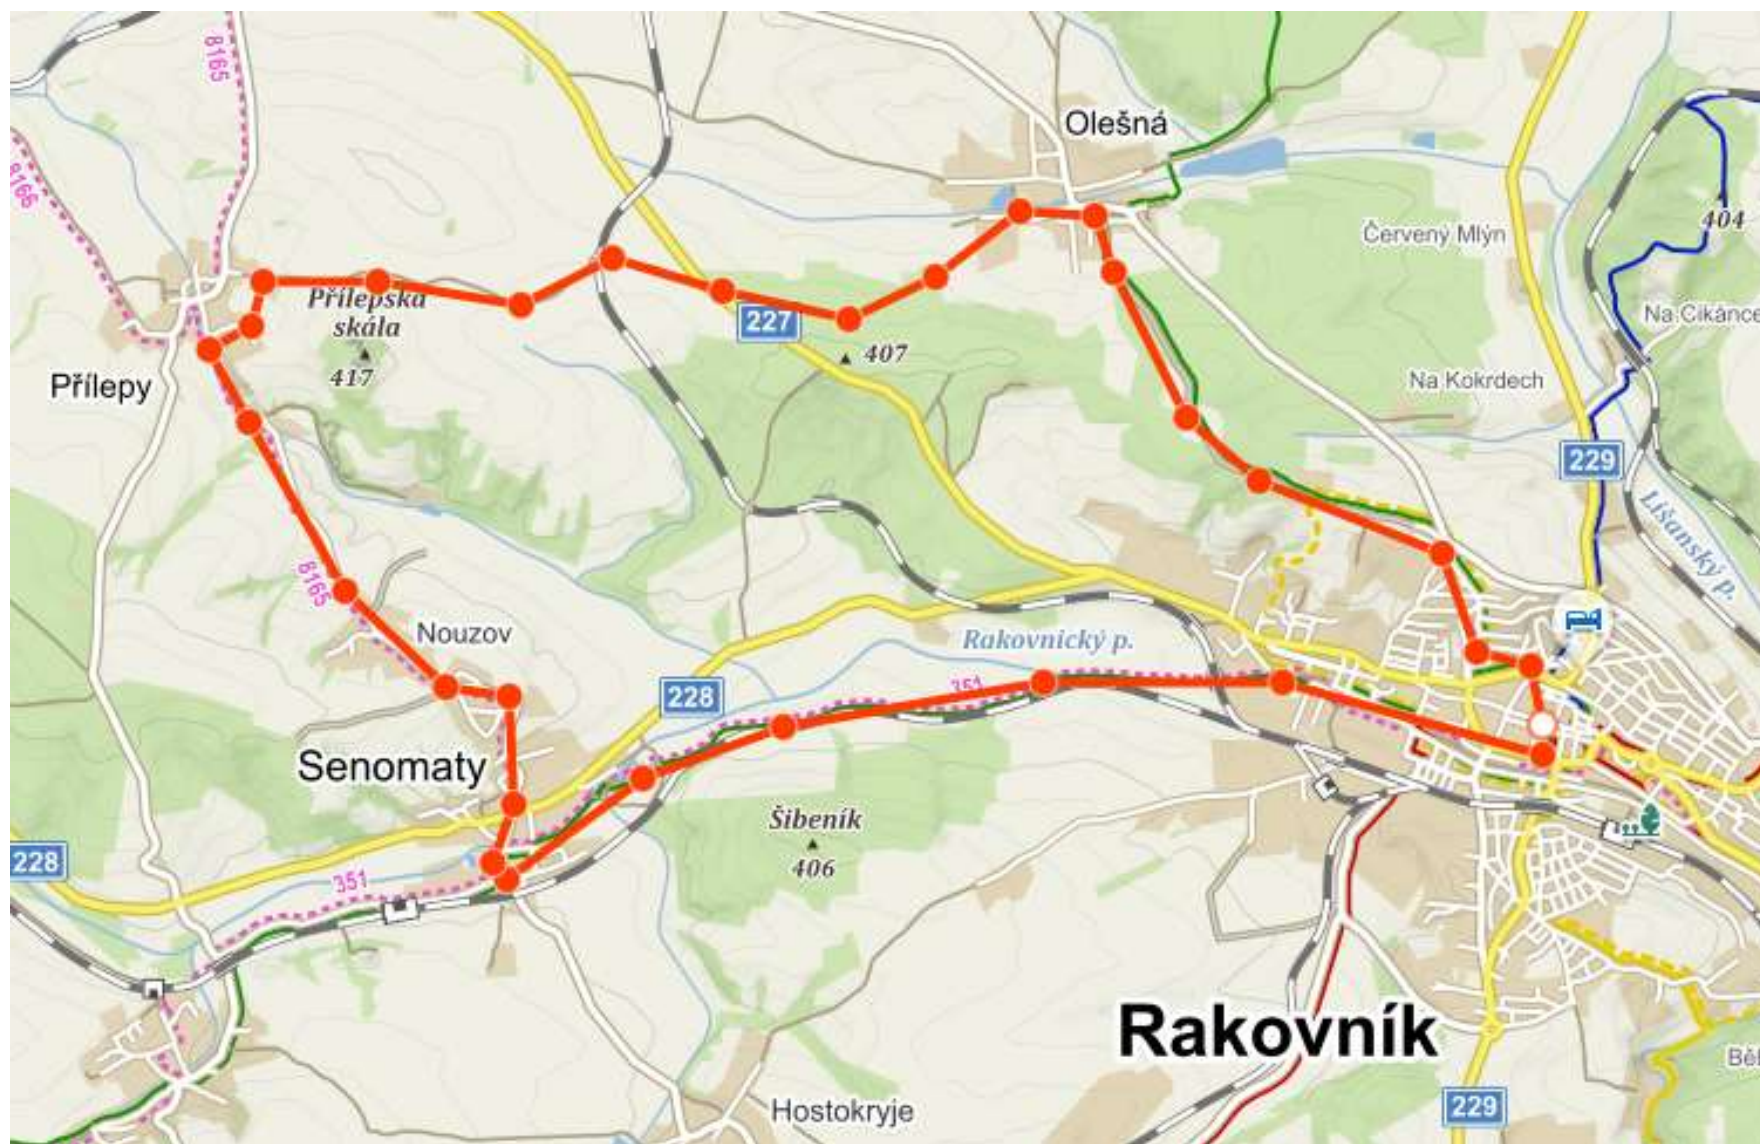 8165
Olešná
8166
404
Červený Mlýn
Přílepská
skála
417
227
407
Na Cikánce
Přílepy
Na Kokrdech
229
Lišanský p.
8165
Nouzov
Rakovnický p.
228
351
Senomaty
Šibeník
406
228
351
Rakovník
Běl
229
Hostokryje